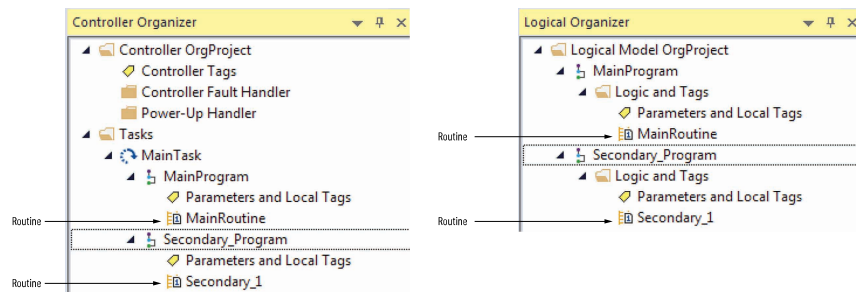 Controller Organizer
Controller OrgProject
Controller Tags
Controller Fault Handler
Power-Up Handler
Tasks
MainTask
MainProgram
Parameters and Local Tags
Routine
MainRoutine
Secondary_Program
Parameters and Local Tags
Routine
Secondary_1
Logical Organizer
Logical Model OrgProject
MainProgram
Logic and Tags
Parameters and Local Tags
Routine
MainRoutine
Secondary_Program
Logic and Tags
Parameters and Local Tags
Routine
Secondary_1